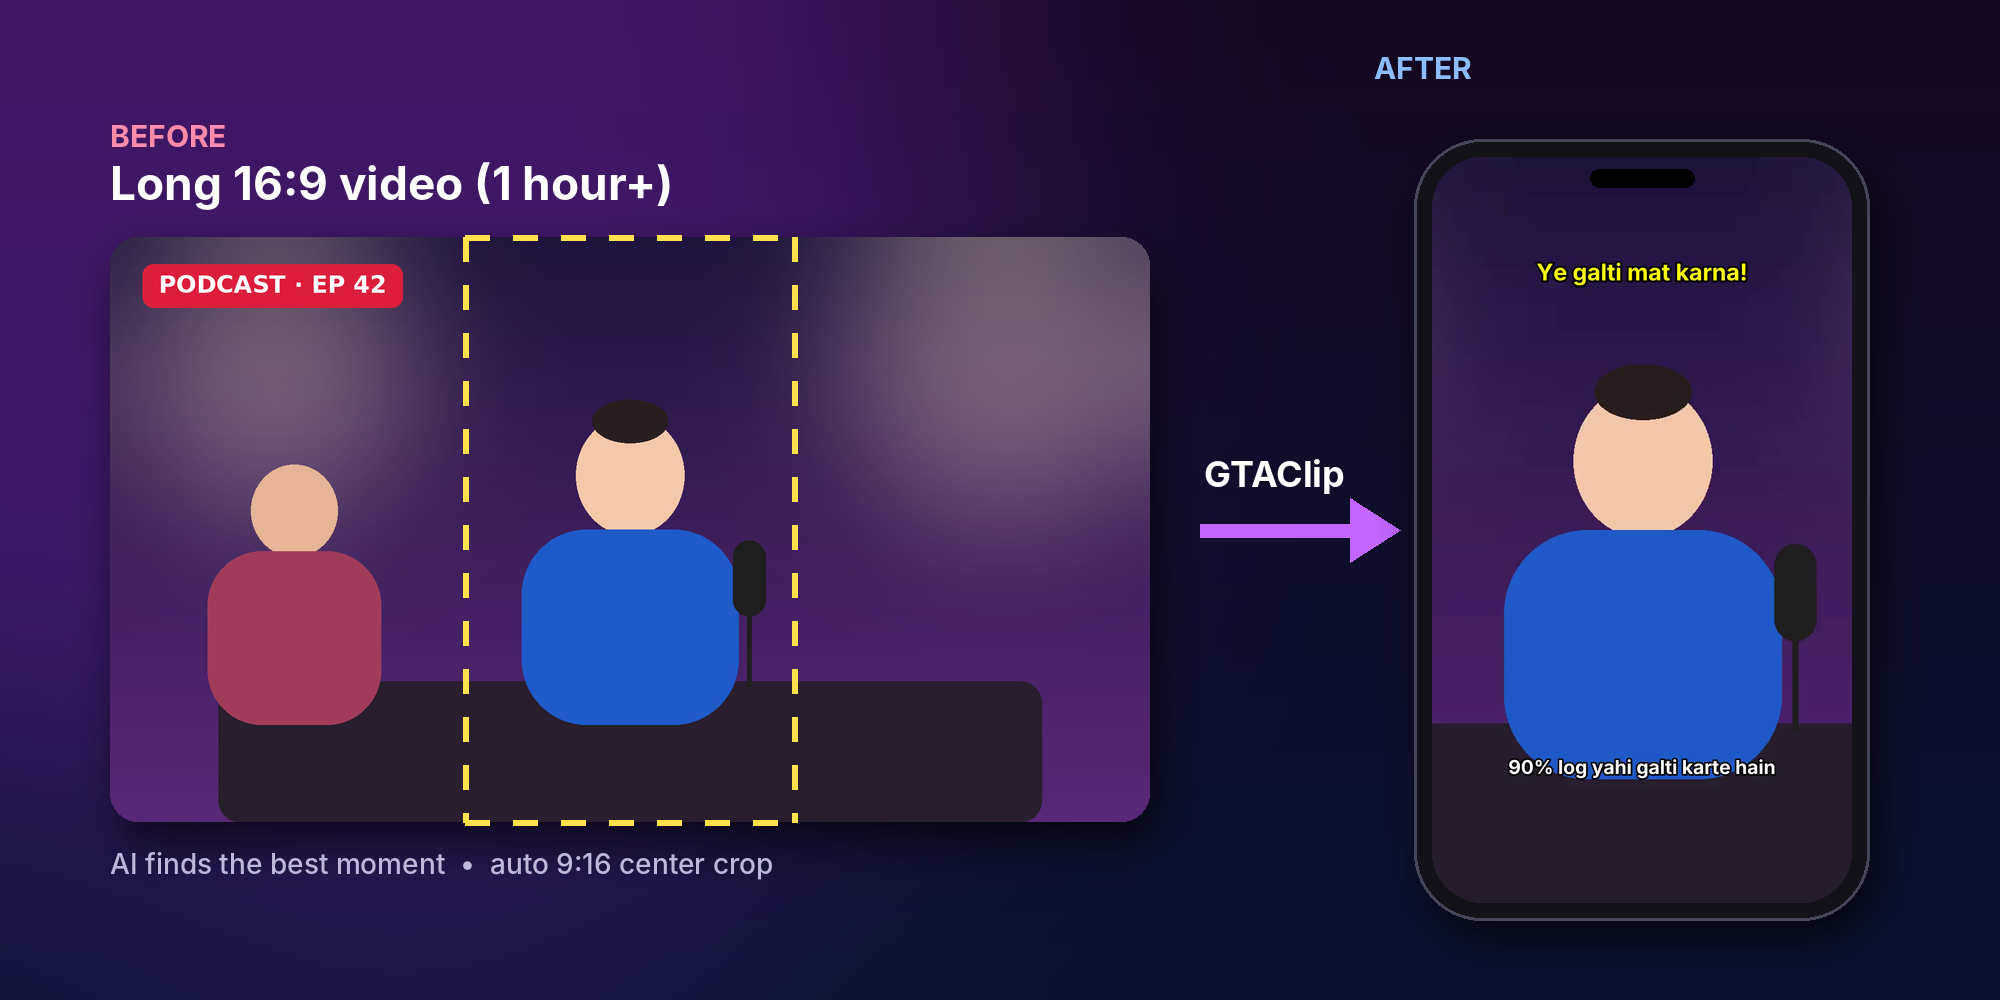 BEFORE
Long 16:9 video (1 hour+)
PODCAST · EP 42
AI finds the best moment • auto 9:16 center crop
GTAClip
AFTER
Ye galti mat karna!
90% log yahi galti karte hain